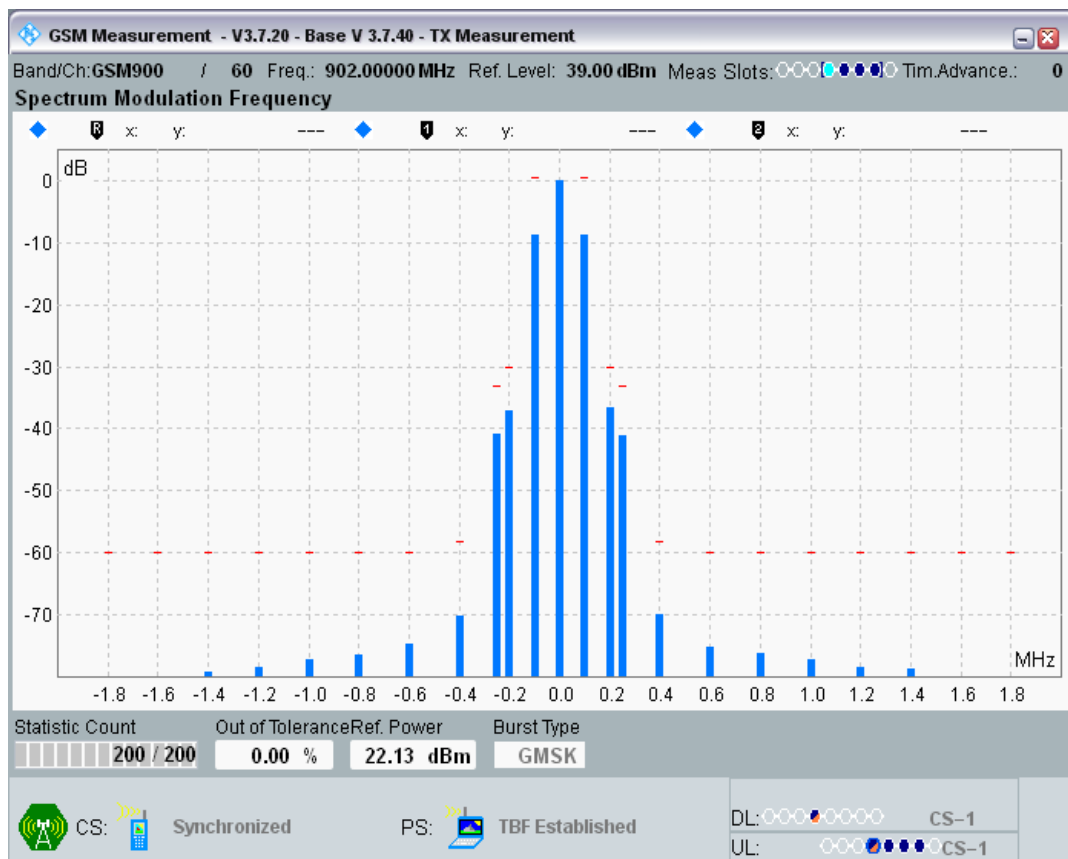 GSM Measurement - V3.7.20 - Base V 3.7.40 - TX Measurement
Band/Ch:GSM900 / 60 Freq.: 902.00000 MHz Ref. Level: 39.00 dBm Meas Slots: Tim.Advance.: 0
Spectrum Modulation Frequency
R x: y: --- 1 x: y: --- 2 x: y: ---
dB
0
-10
-20
-30
-40
-50
-60
-70
MHz
-1.8 -1.6 -1.4 -1.2 -1.0 -0.8 -0.6 -0.4 -0.2 0.0 0.2 0.4 0.6 0.8 1.0 1.2 1.4 1.6 1.8
Statistic Count Out of Tolerance Ref. Power Burst Type
200 / 200 0.00 % 22.13 dBm GMSK
CS: Synchronized PS: TBF Established
DL: CS-1
UL: CS-1